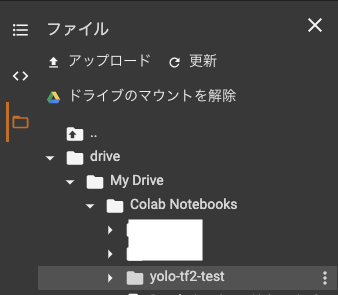 ファイル
アップロード 更新
ドライブのマウントを解除
..
drive
My Drive
Colab Notebooks
yolo-tf2-test